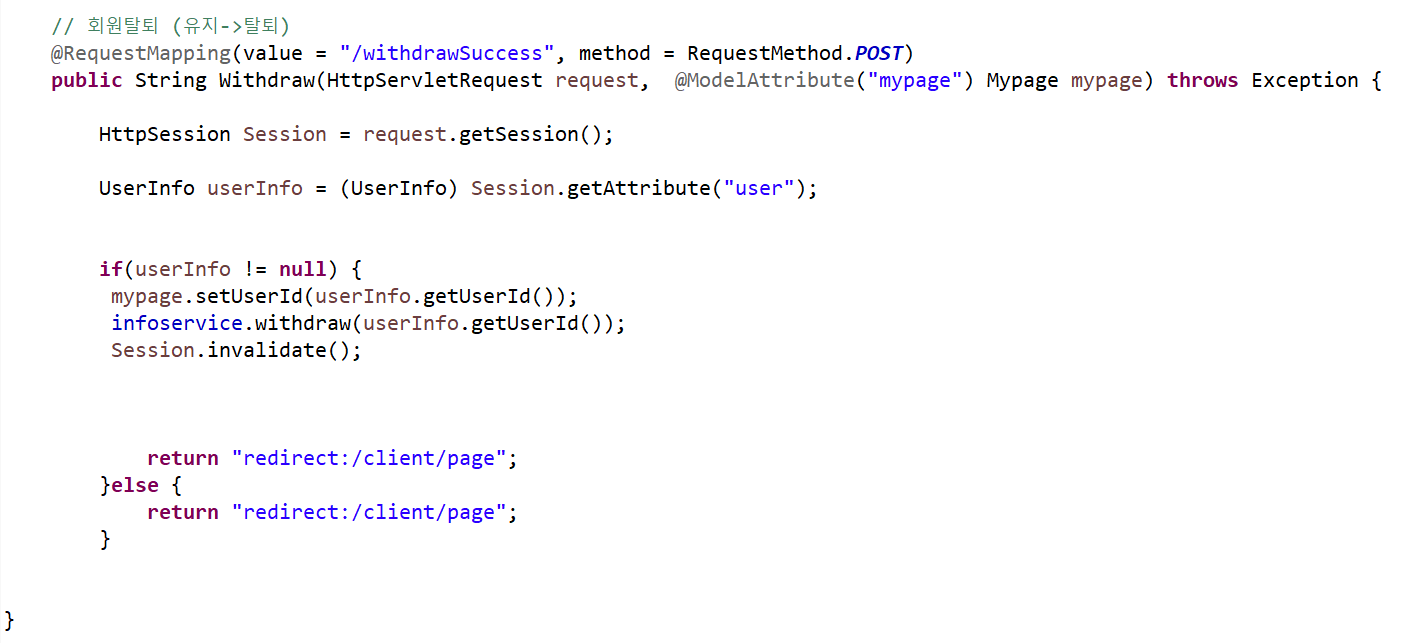 // 회원탈퇴 (유지->탈퇴)
@RequestMapping(value = "/withdrawSuccess", method = RequestMethod.POST)
public String Withdraw(HttpServletRequest request,  @ModelAttribute("mypage") Mypage mypage) throws Exception {
HttpSession Session = request.getSession();
UserInfo userInfo = (UserInfo) Session.getAttribute("user");
if(userInfo != null) {
mypage.setUserId(userInfo.getUserId());
infoservice.withdraw(userInfo.getUserId());
Session.invalidate();
return "redirect:/client/page";
}else {
return "redirect:/client/page";
}
}